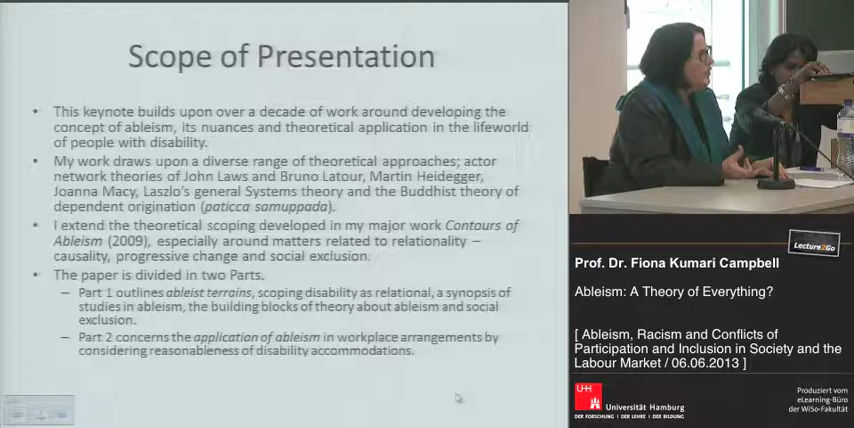 Scope of Presentation
• This keynote builds upon over a decade of work around developing the
concept of ableism, its nuances and theoretical application in the lifeworld
of people with disability.
• My work draws upon a diverse range of theoretical approaches; actor
network theories of John Laws and Bruno Latour, Martin Heidegger,
Joanna Macy, Laszlo's general Systems theory and the Buddhist theory of
dependent origination (paticca samuppada).
• I extend the theoretical scoping developed in my major work Contours of
Ableism (2009), especially around matters related to relationality –
causality, progressive change and social exclusion.
• The paper is divided in two Parts.
– Part 1 outlines ableist terrains, scoping disability as relational, a synopsis of
studies in ableism, the building blocks of theory about ableism and social
exclusion.
– Part 2 concerns the application of ableism in workplace arrangements by
considering reasonableness of disability accommodations.
Lecture2Go
Prof. Dr. Fiona Kumari Campbell
Ableism: A Theory of Everything?
[ Ableism, Racism and Conflicts of
Participation and Inclusion in Society and the
Labour Market / 06.06.2013 ]
UH
Universität Hamburg
DER FORSCHUNG | DER LEHRE | DER BILDUNG
Produziert vom
eLearning-Büro
der WiSo-Fakultät